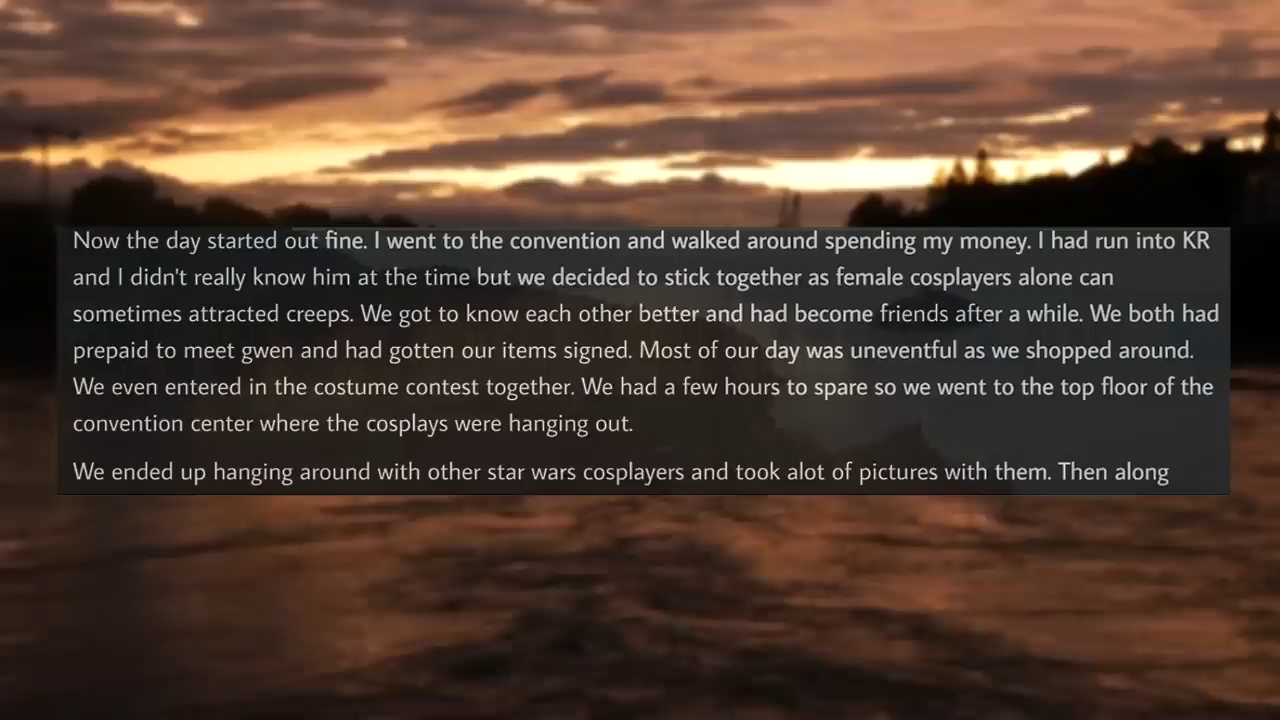 Now the day started out fine. I went to the convention and walked around spending my money. I had run into KR
and I didn't really know him at the time but we decided to stick together as female cosplayers alone can
sometimes attracted creeps. We got to know each other better and had become friends after a while. We both had
prepaid to meet gwen and had gotten our items signed. Most of our day was uneventful as we shopped around.
We even entered in the costume contest together. We had a few hours to spare so we went to the top floor of the
convention center where the cosplays were hanging out.
We ended up hanging around with other star wars cosplayers and took alot of pictures with them. Then along